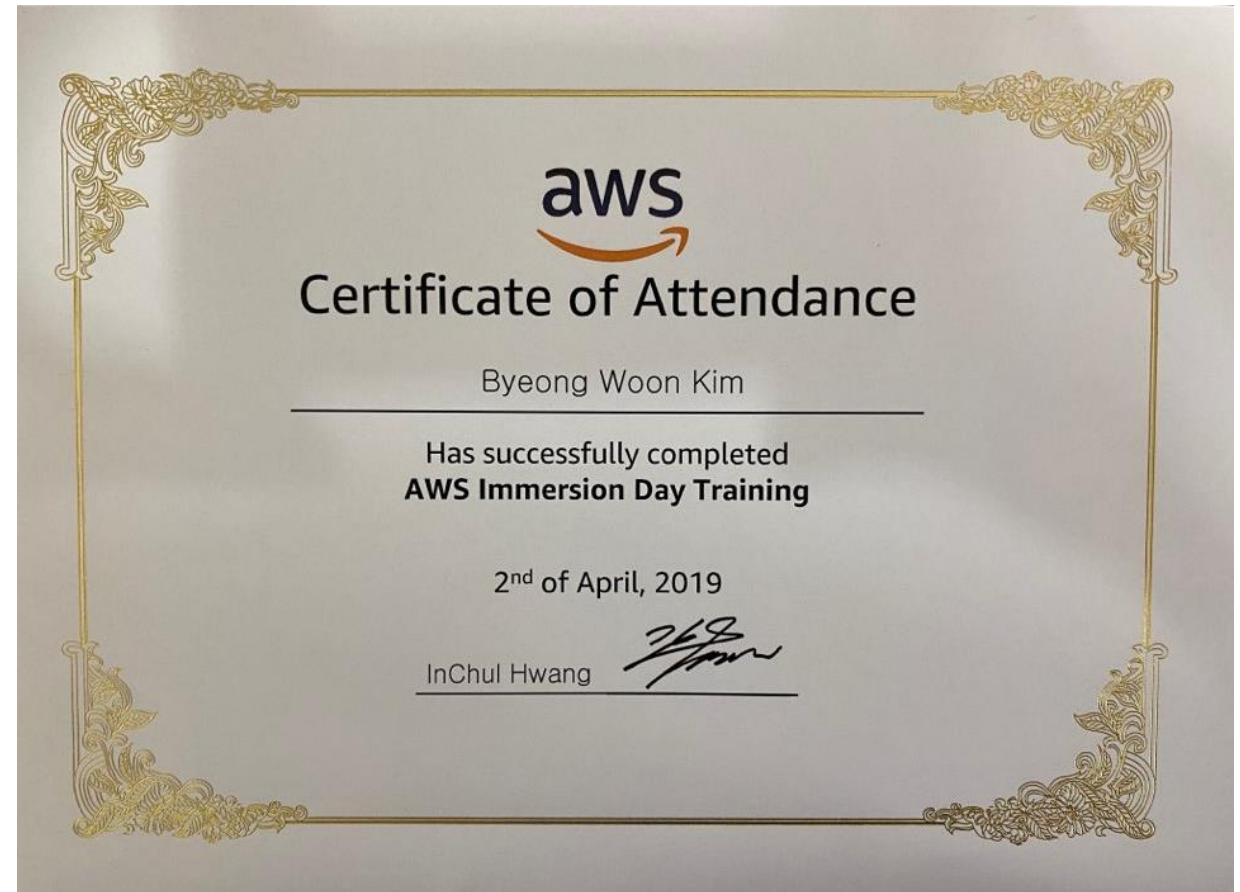 aws
Certificate of Attendance
Byeong Woon Kim
Has successfully completed
AWS Immersion Day Training
2nd of April, 2019
InChul Hwang